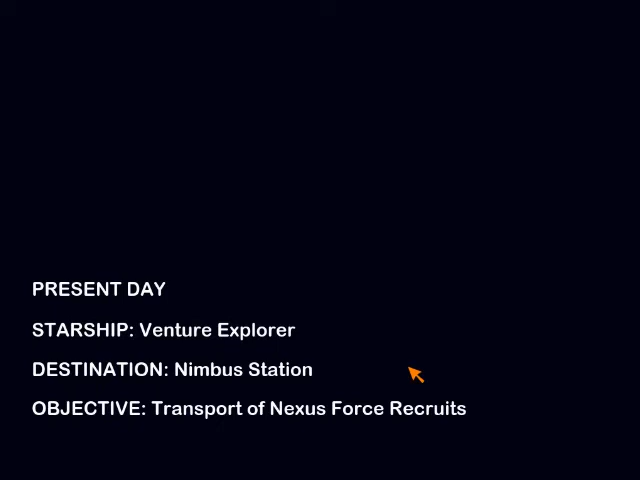 PRESENT DAY
STARSHIP: Venture Explorer
DESTINATION: Nimbus Station
OBJECTIVE: Transport of Nexus Force Recruits